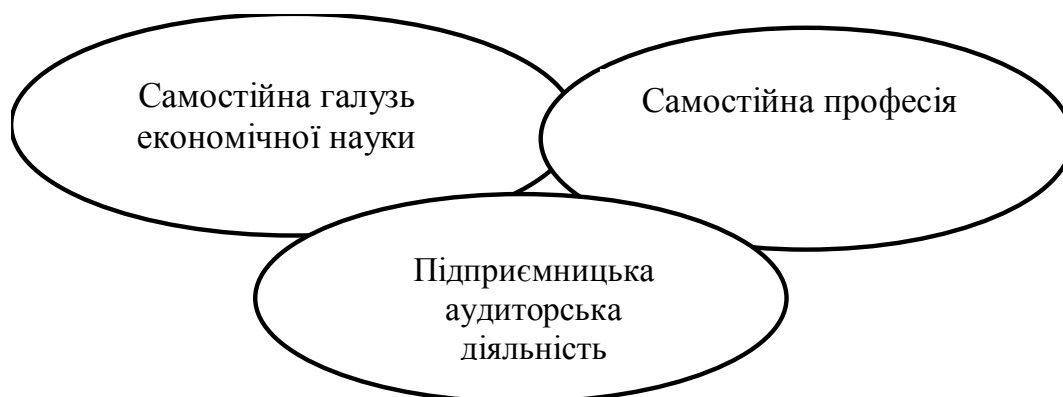 Самостійна галузь
економічної науки
Самостійна професія
Підприємницька
аудиторська
діяльність